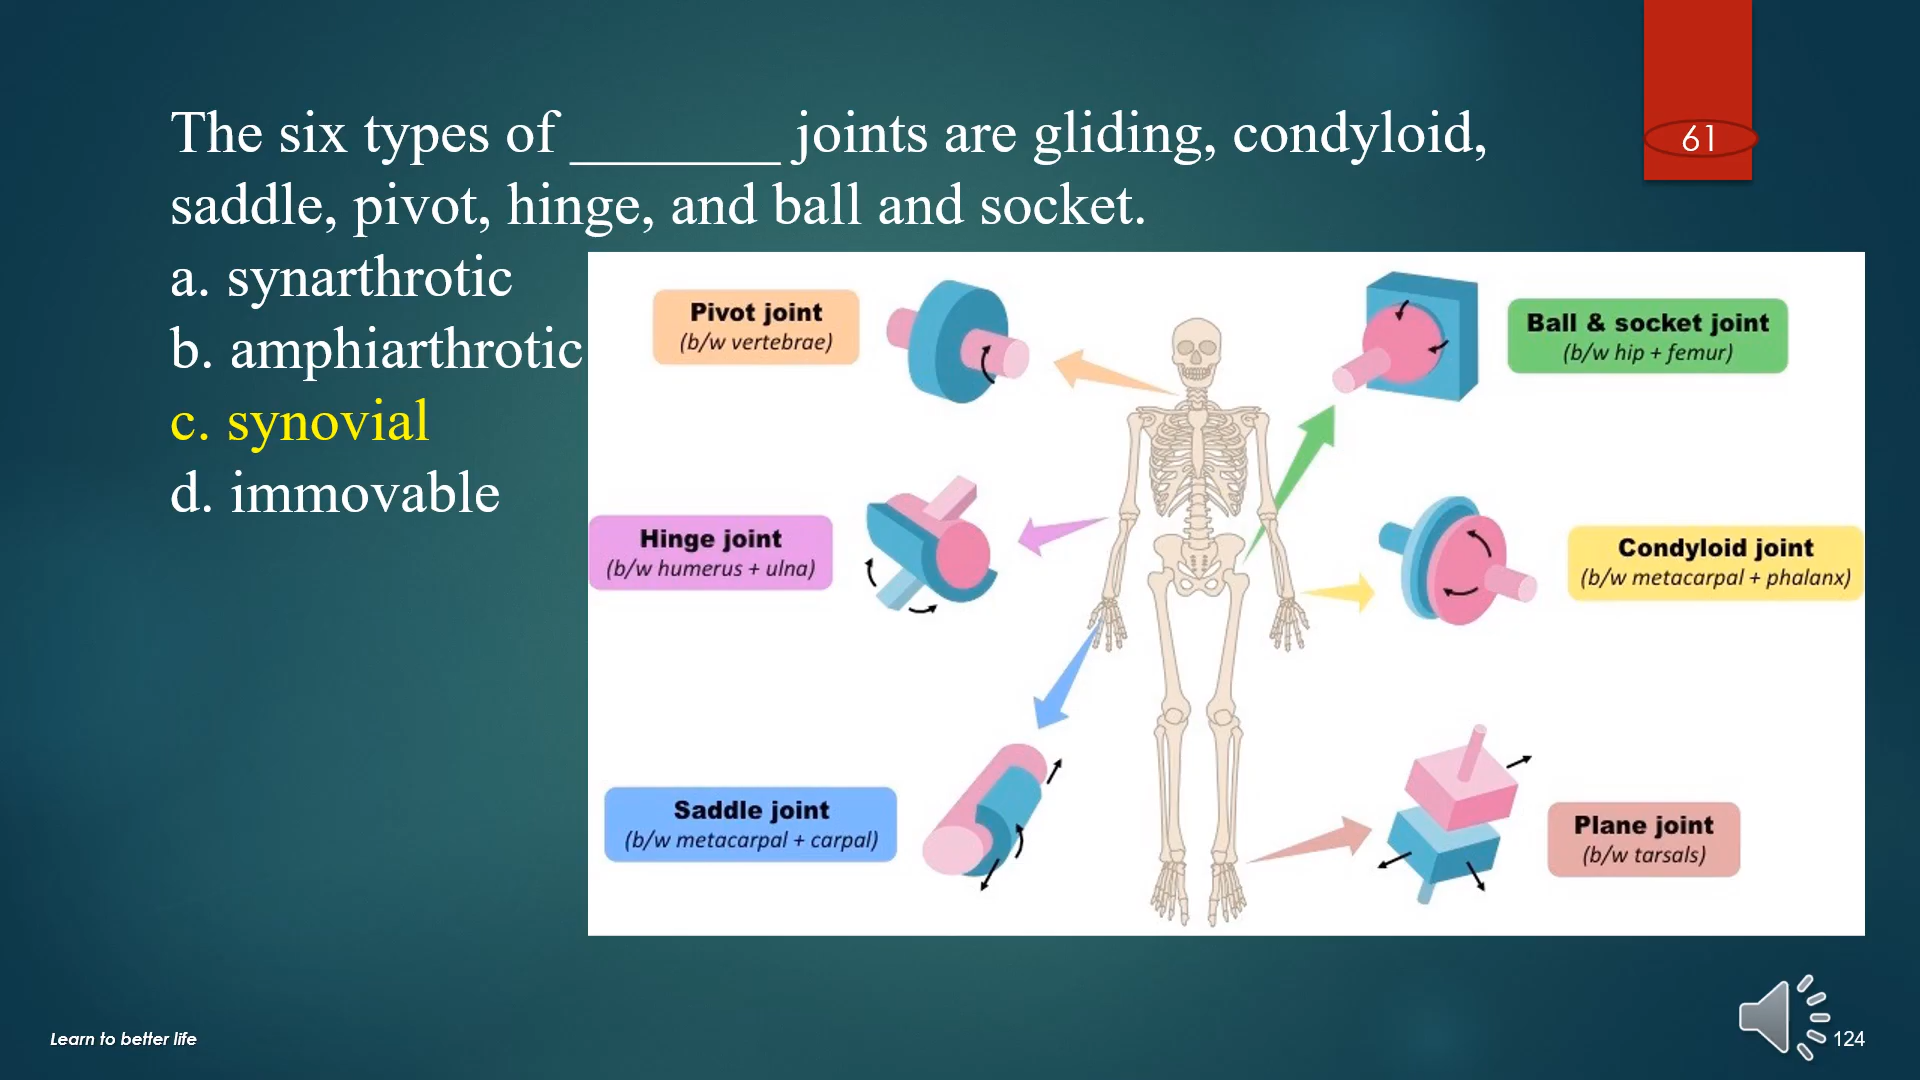 The six types of _______ joints are gliding, condyloid,
saddle, pivot, hinge, and ball and socket.
a. synarthrotic
b. amphiarthrotic
c. synovial
d. immovable
61
Pivot joint
(b/w vertebrae)
Ball & socket joint
(b/w hip + femur)
Hinge joint
(b/w humerus + ulna)
Condyloid joint
(b/w metacarpal + phalanx)
Saddle joint
(b/w metacarpal + carpal)
Plane joint
(b/w tarsals)
Learn to better life
124